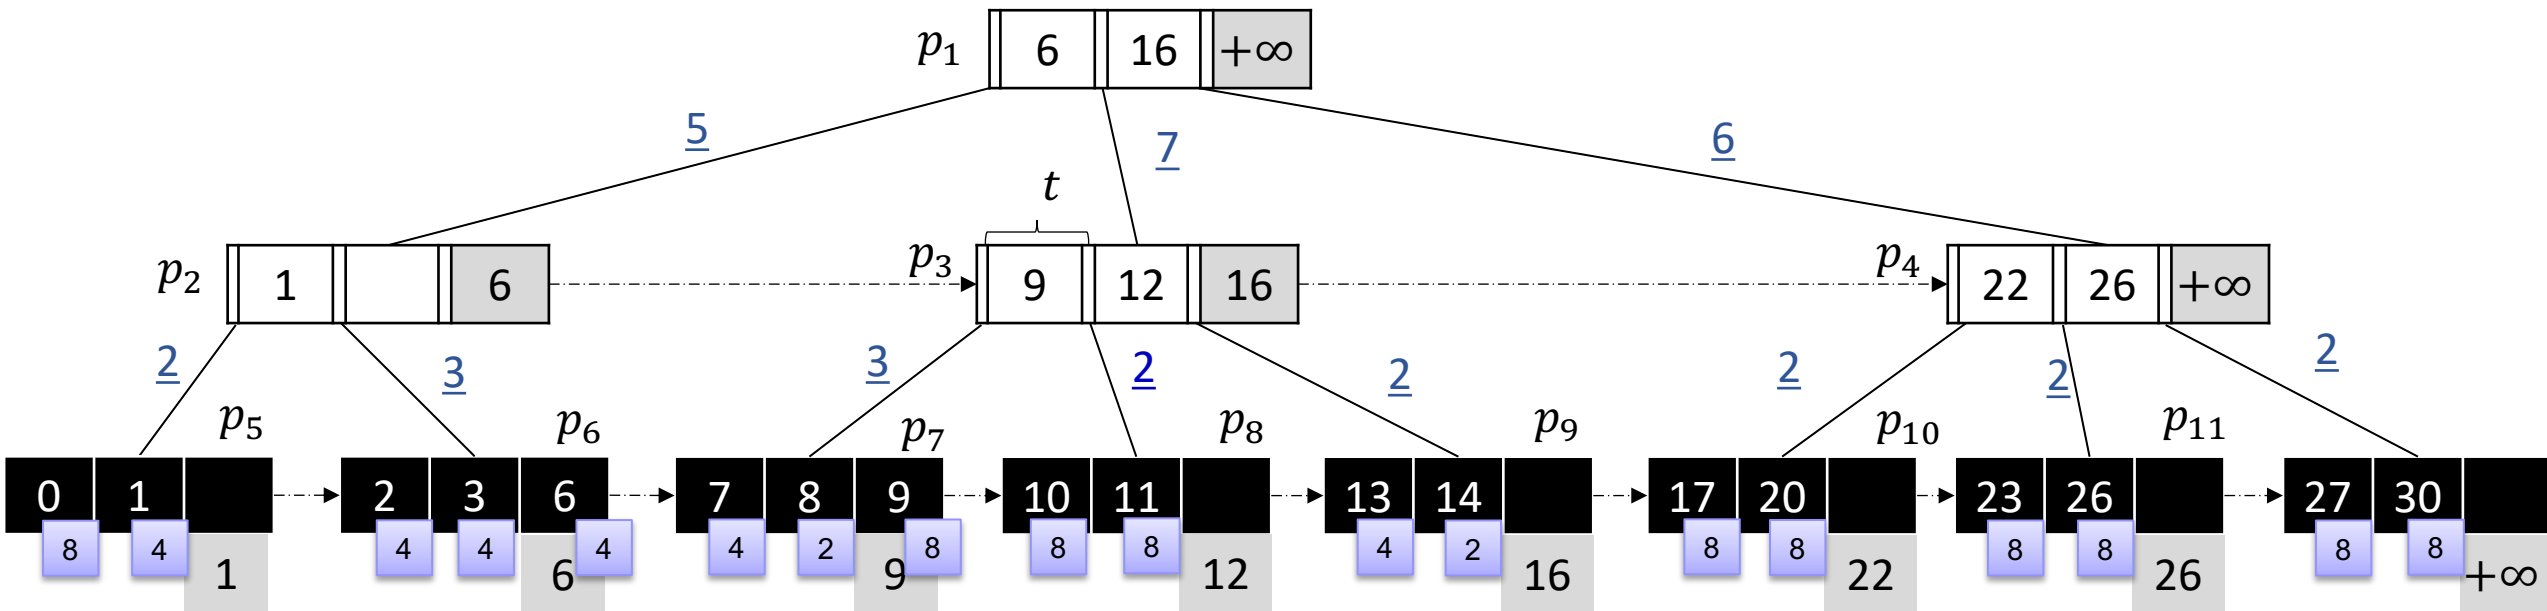 p₁ 6 16 +∞
5 7 6
t
p₂ 1 6 p₃ 9 12 16 p₄ 22 26 +∞
2 3 3 2 2 2 2 2
p₅ p₆ p₇ p₈ p₉ p₁₀ p₁₁
0 1 2 3 6 7 8 9 10 11 13 14 17 20 23 26 27 30
8 4 4 4 4 4 2 8 8 8 4 2 8 8 8 8 8 8
1 6 9 12 16 22 26 +∞